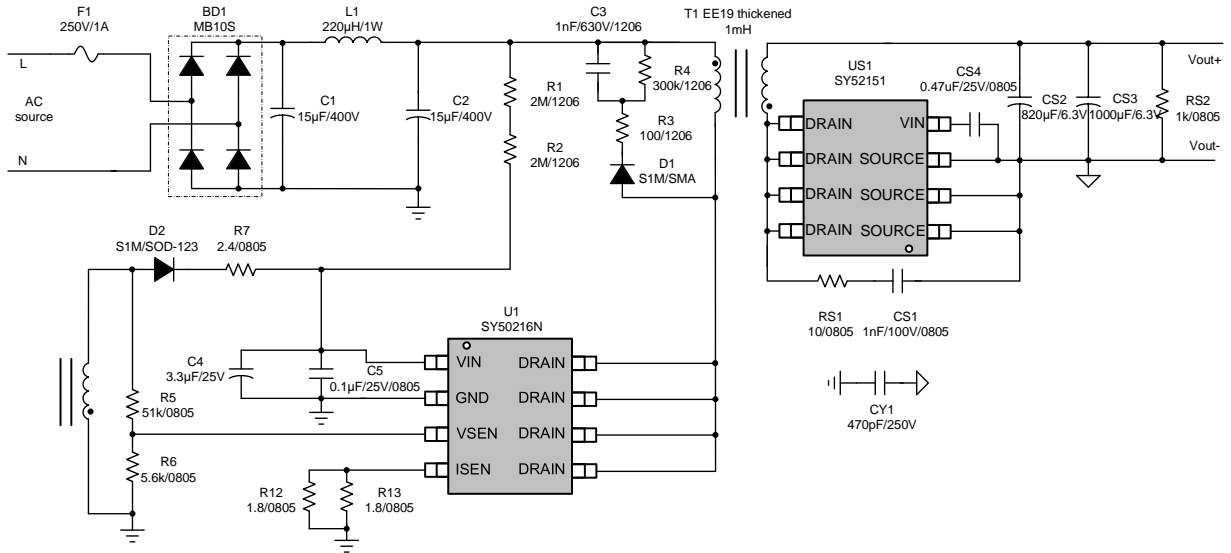 F1
250V/1A
BD1
MB10S
L1
220µH/1W
C3
1nF/630V/1206
T1 EE19 thickened
1mH
L
AC
source
N
C1
15µF/400V
C2
15µF/400V
R1
2M/1206
R2
2M/1206
R4
300k/1206
R3
100/1206
D1
S1M/SMA
US1
SY52151
CS4
0.47uF/25V/0805
CS2
820µF/6.3V
CS3
1000µF/6.3V
RS2
1k/0805
Vout+
Vout-
DRAIN
VIN
DRAIN
SOURCE
DRAIN
SOURCE
DRAIN
SOURCE
RS1
10/0805
CS1
1nF/100V/0805
D2
S1M/SOD-123
R7
2.4/0805
U1
SY50216N
C4
3.3µF/25V
C5
0.1µF/25V/0805
VIN
DRAIN
GND
DRAIN
VSEN
DRAIN
ISEN
DRAIN
R5
51k/0805
R6
5.6k/0805
R12
1.8/0805
R13
1.8/0805
CY1
470pF/250V